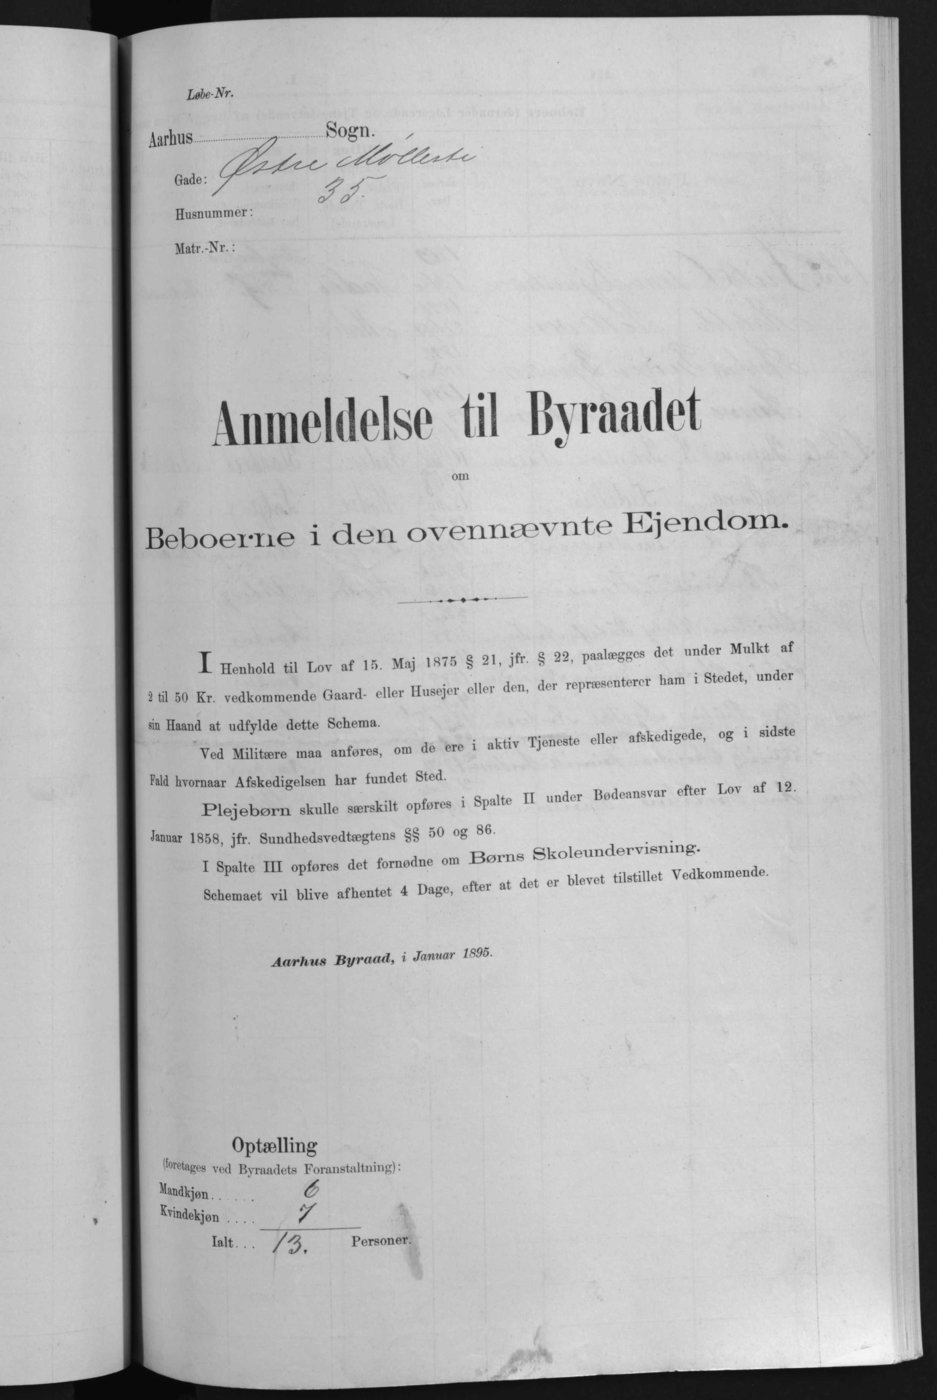 Løbe-Nr.
Aarhus Sogn.
Gade: Østre Møllesti
Husnummer: 35.
Matr.-Nr.:
Anmeldelse til Byraadet
om
Beboerne i den ovennævnte Ejendom.
I Henhold til Lov af 15. Maj 1875 § 21, jfr. § 22, paalægges det under Mulkt af
2 til 50 Kr. vedkommende Gaard- eller Husejer eller den, der repræsenterer ham i Stedet, under
sin Haand at udfylde dette Schema.
Ved Militære maa anføres, om de ere i aktiv Tjeneste eller afskedigede, og i sidste
Fald hvornaar Afskedigelsen har fundet Sted.
Plejebørn skulle særskilt opføres i Spalte II under Bødeansvar efter Lov af 12.
Januar 1858, jfr. Sundhedsvedtægtens §§ 50 og 86.
I Spalte III opføres det fornødne om Børns Skoleundervisning.
Schemaet vil blive afhentet 4 Dage, efter at det er blevet tilstillet Vedkommende.
Aarhus Byraad, i Januar 1895.
Optælling
(foretages ved Byraadets Foranstaltning):
Mandkjøn..... 6
Kvindekjøn .... 7
Ialt... 13. Personer.